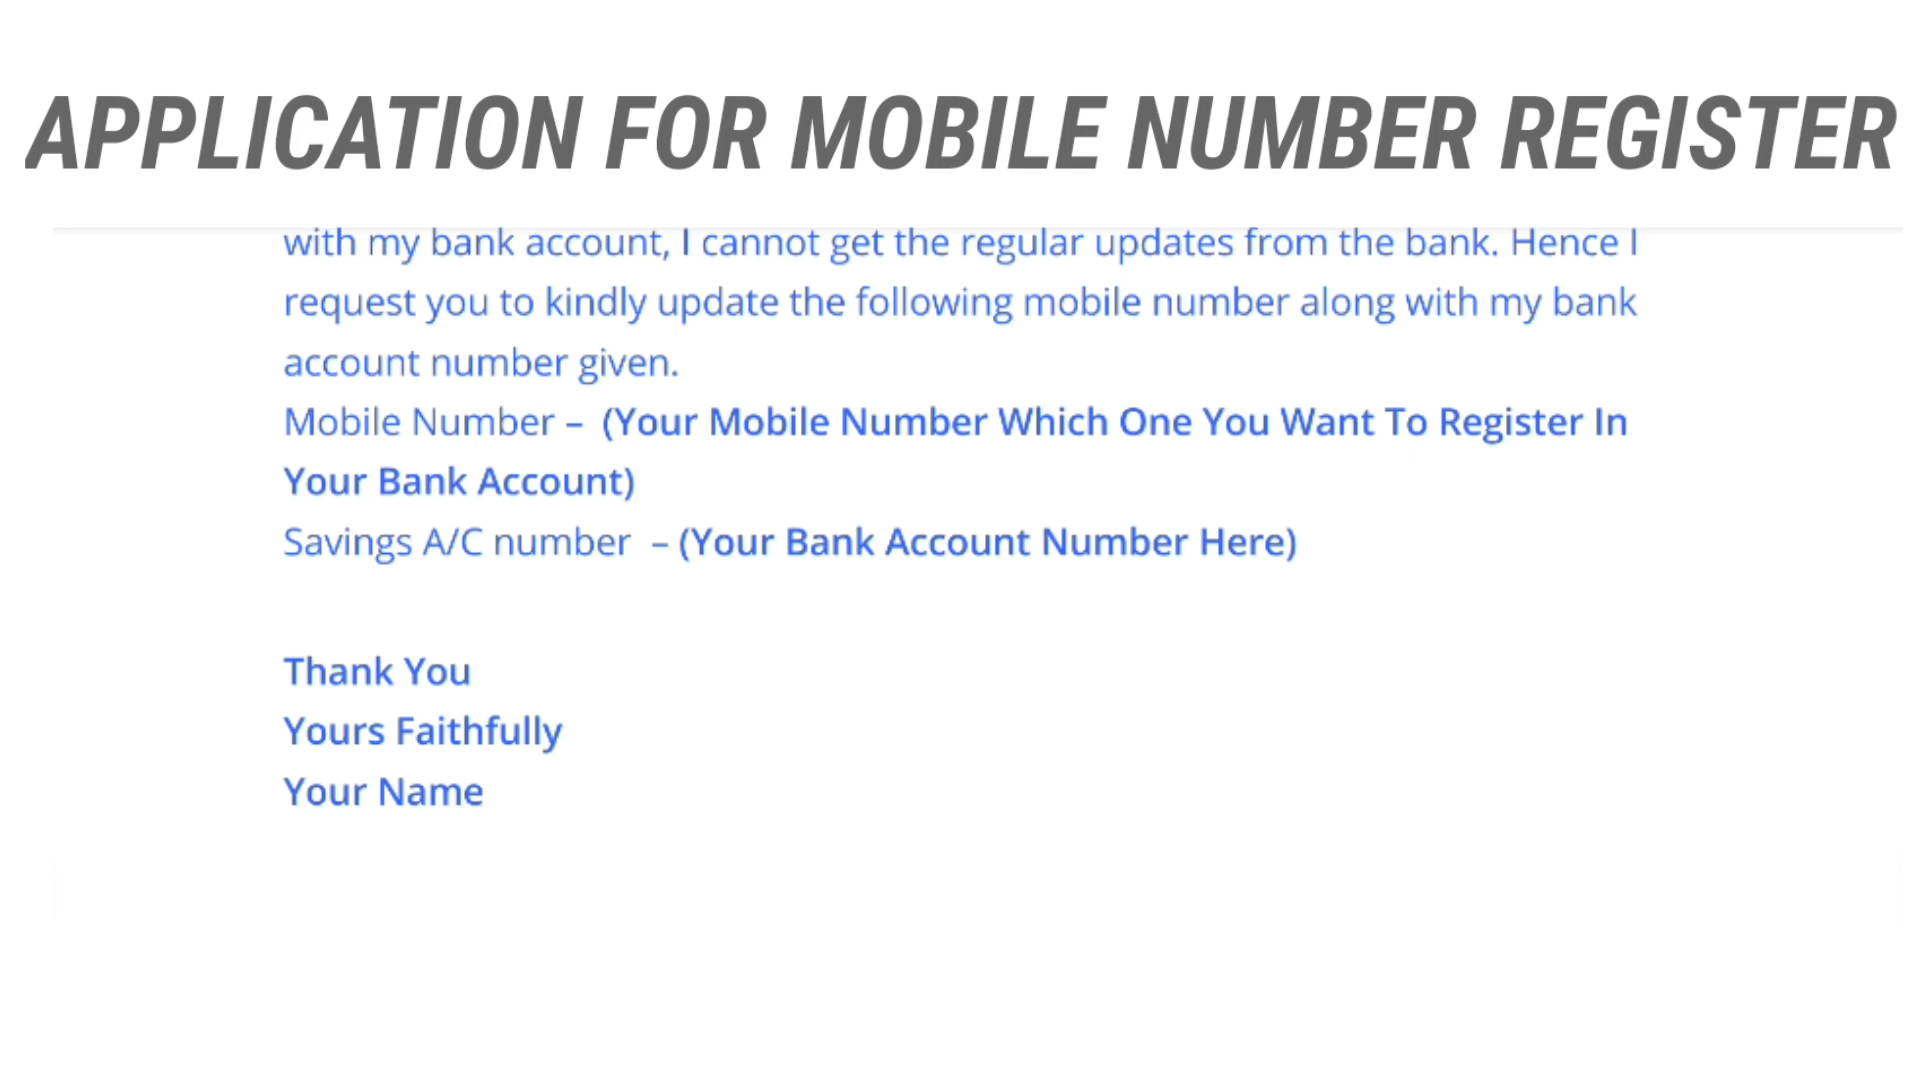 APPLICATION FOR MOBILE NUMBER REGISTER
with my bank account, I cannot get the regular updates from the bank. Hence I
request you to kindly update the following mobile number along with my bank
account number given.
Mobile Number – (Your Mobile Number Which One You Want To Register In
Your Bank Account)
Savings A/C number – (Your Bank Account Number Here)
Thank You
Yours Faithfully
Your Name